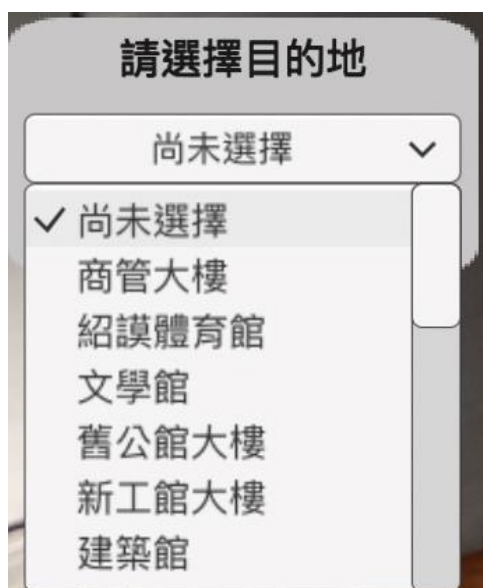 請選擇目的地
尚未選擇
尚未選擇
商管大樓
紹謨體育館
文學館
舊公館大樓
新工館大樓
建築館